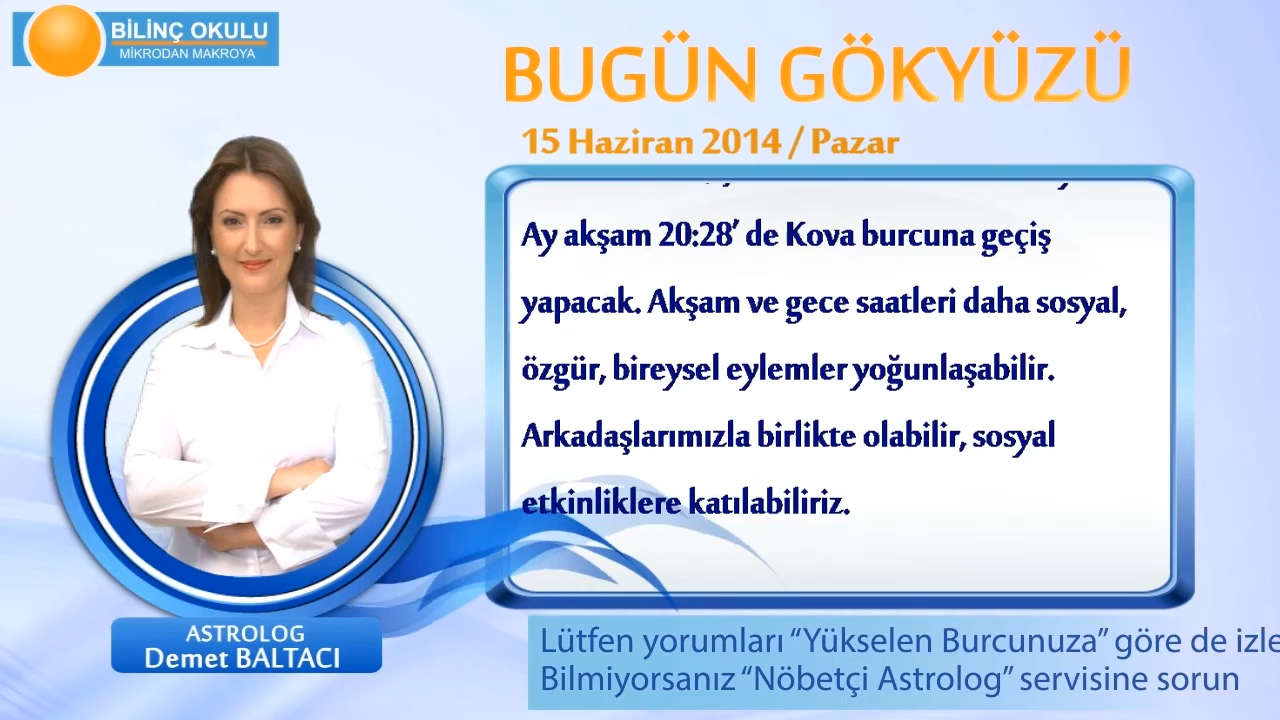 BİLİNÇ OKULU
MİKRODAN MAKROYA
BUGÜN GÖKYÜZÜ
15 Haziran 2014 / Pazar
Ay akşam 20:28' de Kova burcuna geçiş
yapacak. Akşam ve gece saatleri daha sosyal,
özgür, bireysel eylemler yoğunlaşabilir.
Arkadaşlarımızla birlikte olabilir, sosyal
etkinliklere katılabiliriz.
ASTROLOG
Demet BALTACI
Lütfen yorumları “Yükselen Burcunuza” göre de izle
Bilmiyorsanız “Nöbetçi Astrolog” servisine sorun